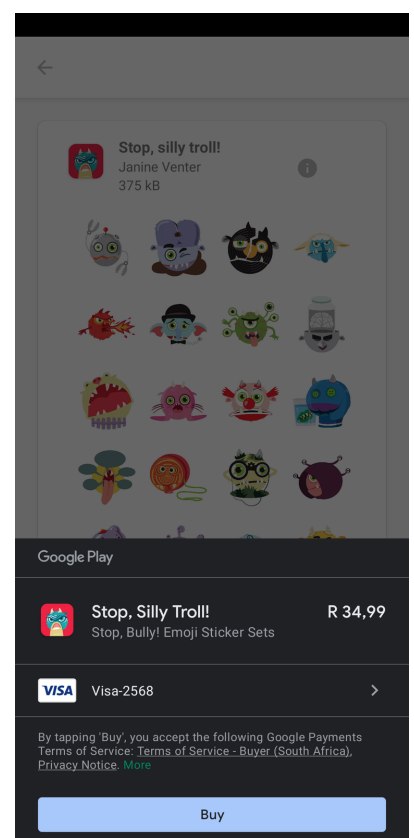 Stop, silly troll!
Janine Venter
375 kB
Google Play
Stop, Silly Troll!
R 34,99
Stop, Bully! Emoji Sticker Sets
VISA
Visa-2568
By tapping 'Buy', you accept the following Google Payments
Terms of Service: Terms of Service - Buyer (South Africa),
Privacy Notice. More
Buy